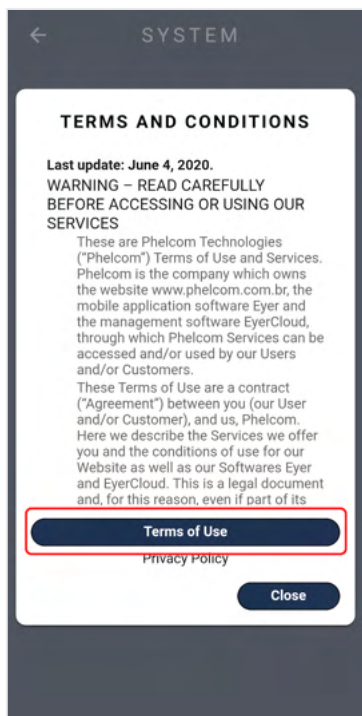 SYSTEM
TERMS AND CONDITIONS
Last update: June 4, 2020.
WARNING – READ CAREFULLY
BEFORE ACCESSING OR USING OUR
SERVICES
These are Phelcom Technologies
("Phelcom") Terms of Use and Services.
Phelcom is the company which owns
the website www.phelcom.com.br, the
mobile application software Eyer and
the management software EyerCloud,
through which Phelcom Services can be
accessed and/or used by our Users
and/or Customers.
These Terms of Use are a contract
("Agreement") between you (our User
and/or Customer), and us, Phelcom.
Here we describe the Services we offer
you and the conditions of use for our
Website as well as our Softwares Eyer
and EyerCloud. This is a legal document
and, for this reason, even if part of its
Terms of Use
Privacy Policy
Close